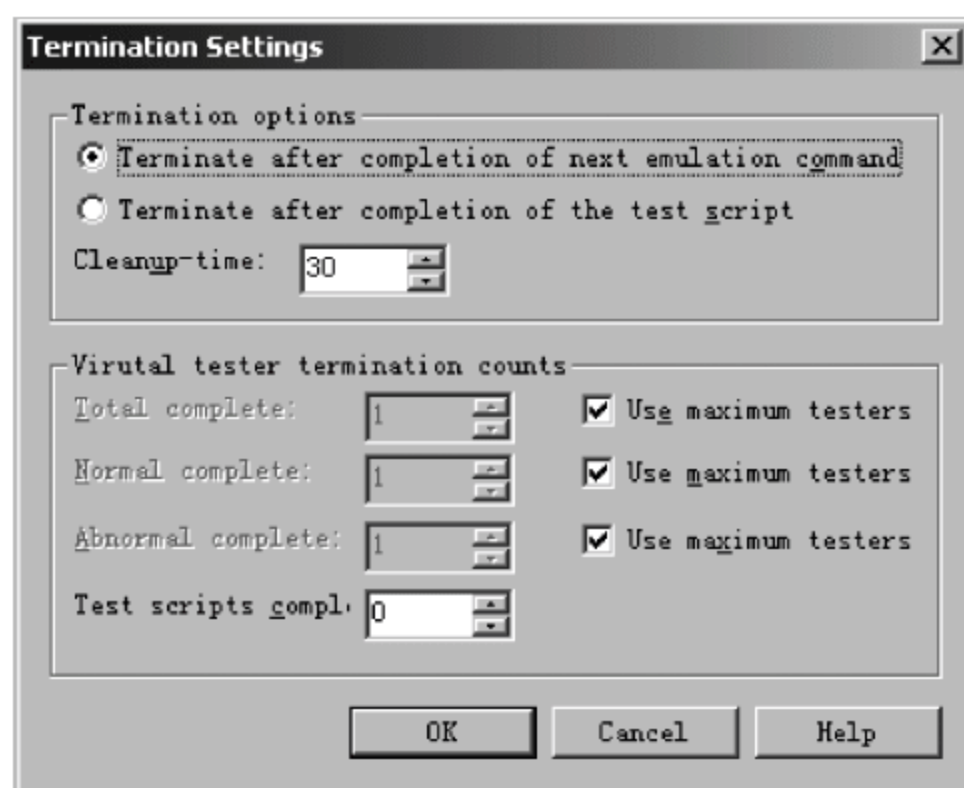 Termination Settings
Termination options
Terminate after completion of next emulation command
Terminate after completion of the test script
Cleanup-time: 30
Virutal tester termination counts
Total complete: 1 Use maximum testers
Normal complete: 1 Use maximum testers
Abnormal complete: 1 Use maximum testers
Test scripts compl 0
OK Cancel Help